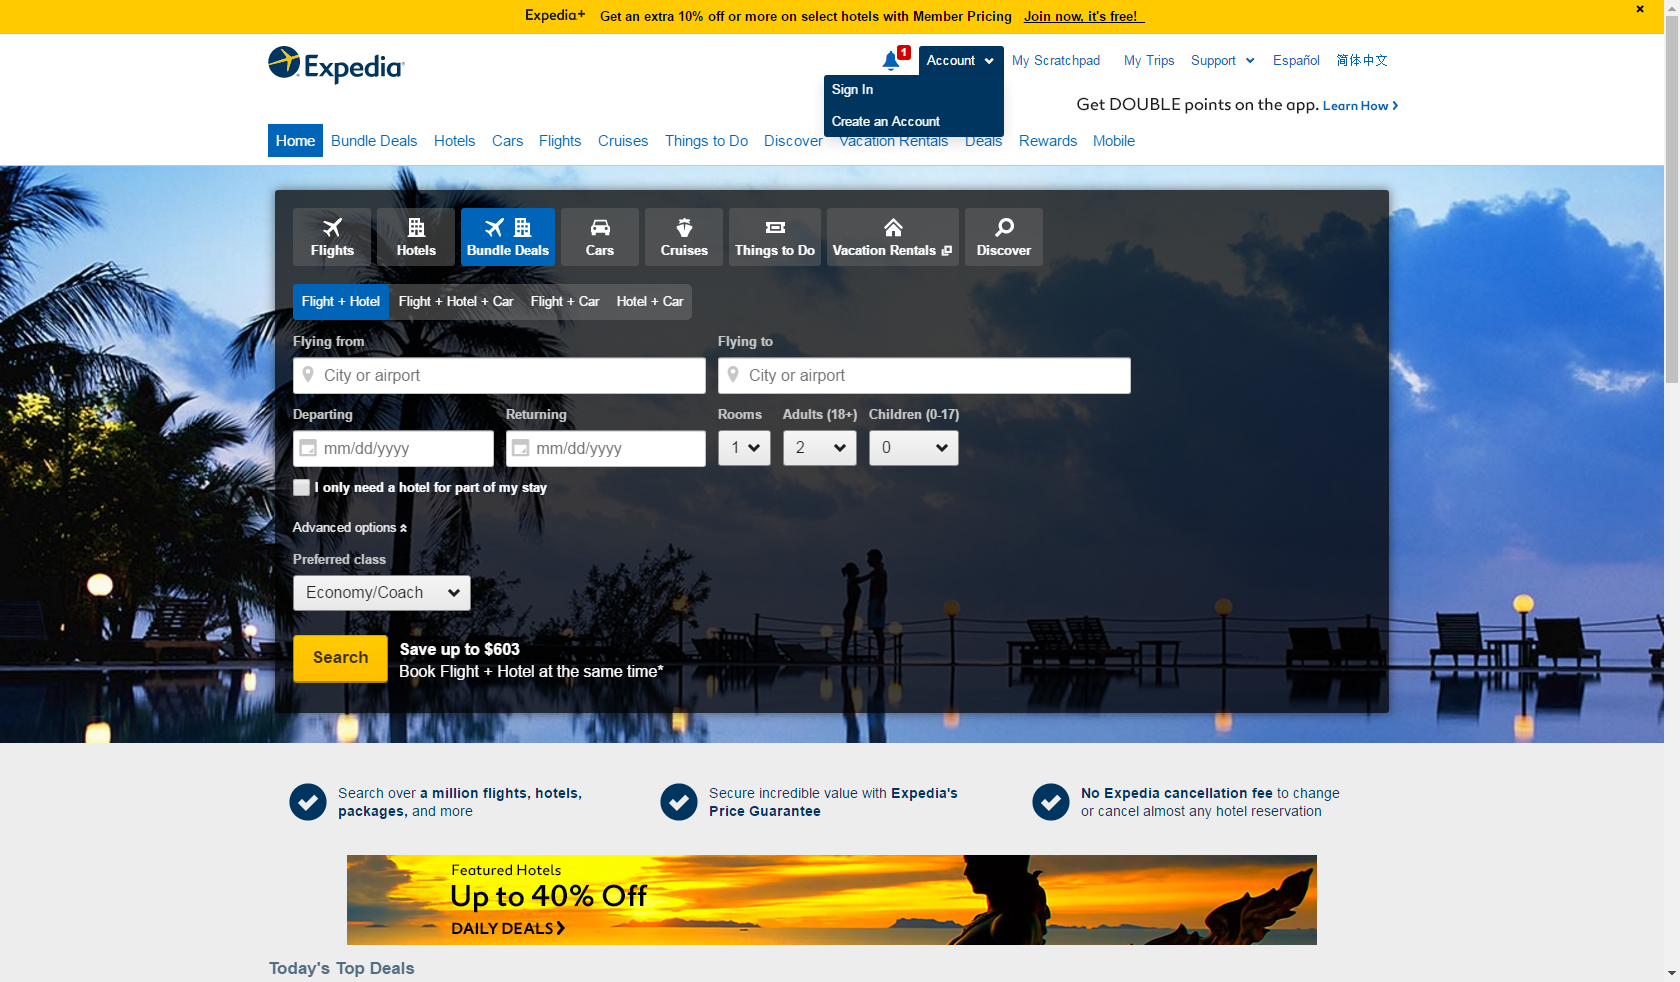 Expedia+ Get an extra 10% off or more on select hotels with Member Pricing Join now, it's free!
Expedia
1
Account
My Scratchpad
My Trips
Support
Español
简体中文
Sign In
Create an Account
Get DOUBLE points on the app. Learn How
Home
Bundle Deals
Hotels
Cars
Flights
Cruises
Things to Do
Discover
Vacation Rentals
Deals
Rewards
Mobile
Flights
Hotels
Bundle Deals
Cars
Cruises
Things to Do
Vacation Rentals
Discover
Flight + Hotel
Flight + Hotel + Car
Flight + Car
Hotel + Car
Flying from
Flying to
City or airport
City or airport
Departing
Returning
Rooms
Adults (18+)
Children (0-17)
mm/dd/yyyy
mm/dd/yyyy
1
2
0
I only need a hotel for part of my stay
Advanced options
Preferred class
Economy/Coach
Search
Save up to $603
Book Flight + Hotel at the same time*
Search over a million flights, hotels,
packages, and more
Secure incredible value with Expedia's
Price Guarantee
No Expedia cancellation fee to change
or cancel almost any hotel reservation
Featured Hotels
Up to 40% Off
DAILY DEALS
Today's Top Deals